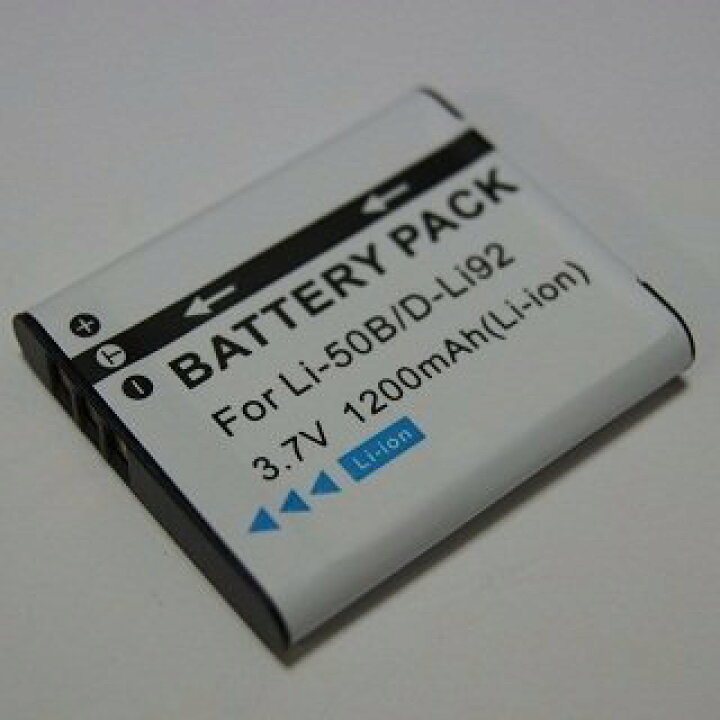 +
T
-
BATTERY PACK
For Li-50B/D-Li92
3.7V 1200mAh(Li-ion)
Li-ion